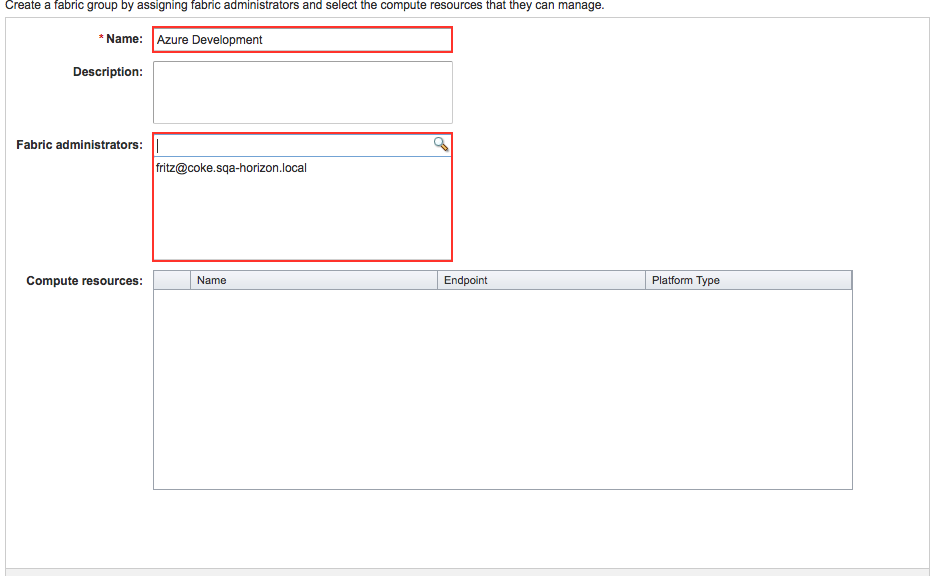 Create a fabric group by assigning fabric administrators and select the compute resources that they can manage.
* Name: Azure Development
Description:
Fabric administrators:
fritz@coke.sqa-horizon.local
Compute resources: Name Endpoint Platform Type